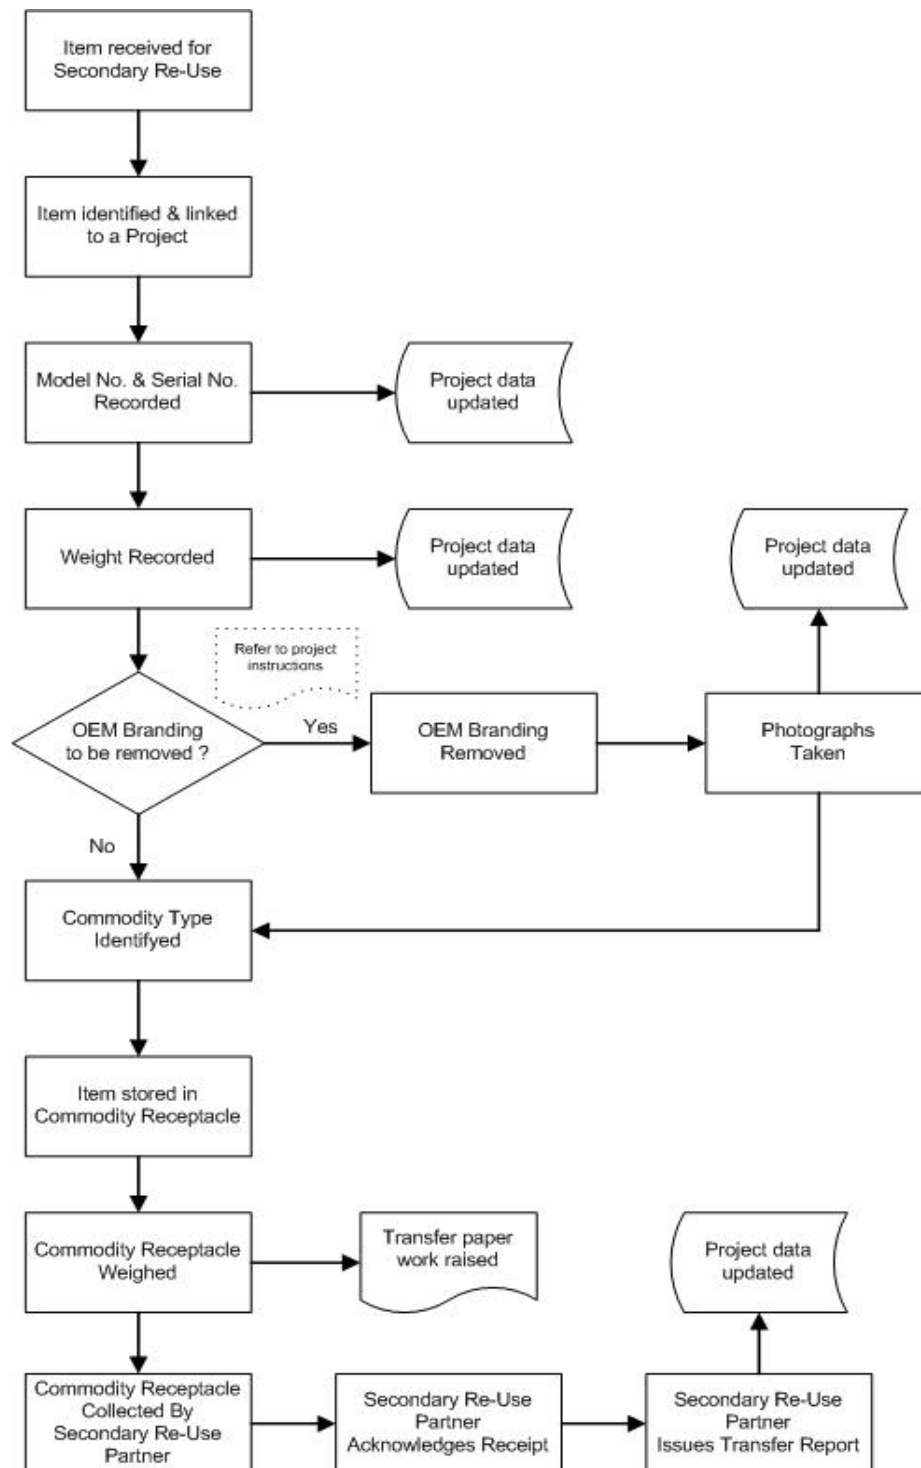 Item received for
Secondary Re-Use
Item identified & linked
to a Project
Model No. & Serial No.
Recorded
Project data
updated
Weight Recorded
Project data
updated
Project data
updated
Refer to project
instructions
OEM Branding
to be removed ?
Yes
OEM Branding
Removed
Photographs
Taken
No
Commodity Type
Identifyed
Item stored in
Commodity Receptacle
Commodity Receptacle
Weighed
Transfer paper
work raised
Project data
updated
Commodity Receptacle
Collected By
Secondary Re-Use
Partner
Secondary Re-Use
Partner
Acknowledges Receipt
Secondary Re-Use
Partner
Issues Transfer Report